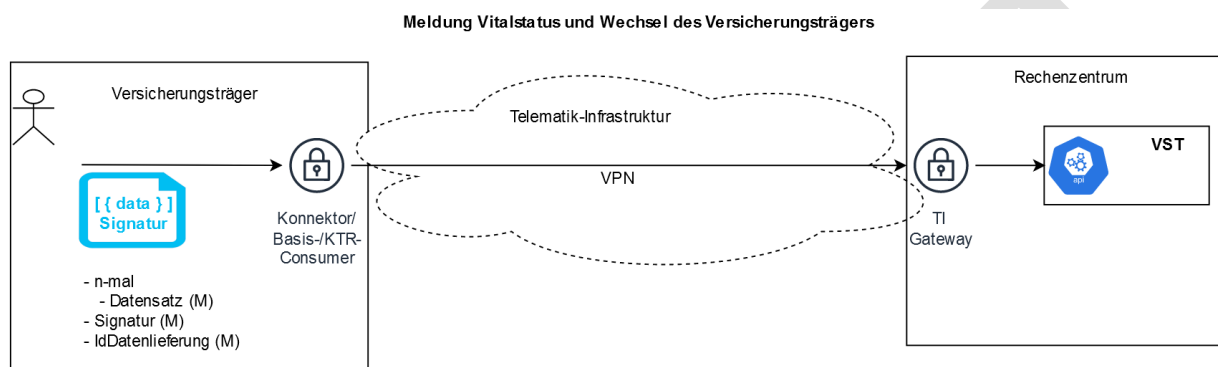 Meldung Vitalstatus und Wechsel des Versicherungsträgers
Versicherungsträger
[ { data } ]
Signatur
- n-mal
- Datensatz (M)
- Signatur (M)
- IdDatenlieferung (M)
Konnektor/
Basis-/KTR-
Consumer
Telematik-Infrastruktur
VPN
Rechenzentrum
TI
Gateway
api
VST